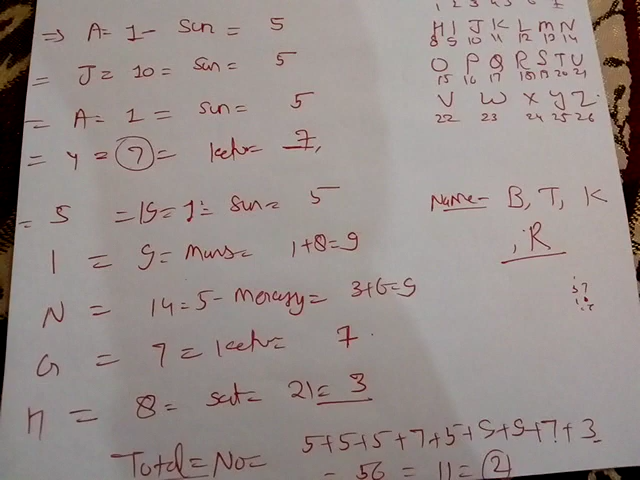 ⇒ A= 1- Sun= 5
= J= 10= Sun= 5
= A= 1= Sun= 5
= Y= 7= ketu= 7,
= S =19=1= Sun= 5
I = 9= Mars= 1+8=9
N = 14=5- Mercury= 3+6=9
G = 7= ketu= 7.
H = 8= sat= 21= 3
Total=No= 5+5+5+7+5+9+9+7+3
- 56 = 11= 2
H I J K L M N
8 9 10 11 12 13 14
O P Q R S T U
15 16 17 18 19 20 21
V W X Y Z
22 23 24 25 26
Name= B, T, K
, R